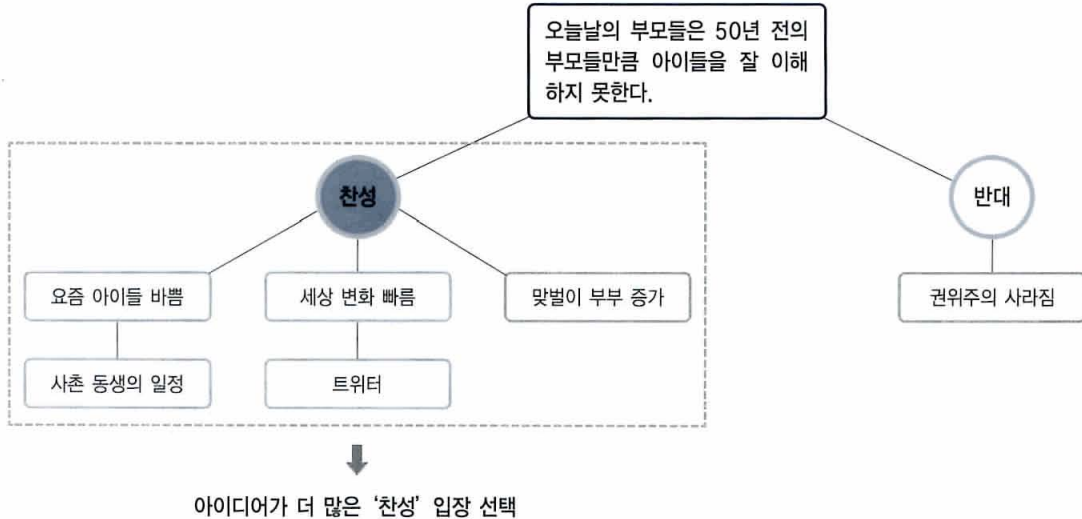 오늘날의 부모들은 50년 전의
부모들만큼 아이들을 잘 이해
하지 못한다.
찬성
반대
요즘 아이들 바쁨
세상 변화 빠름
맞벌이 부부 증가
권위주의 사라짐
사촌 동생의 일정
트위터
아이디어가 더 많은 '찬성' 입장 선택